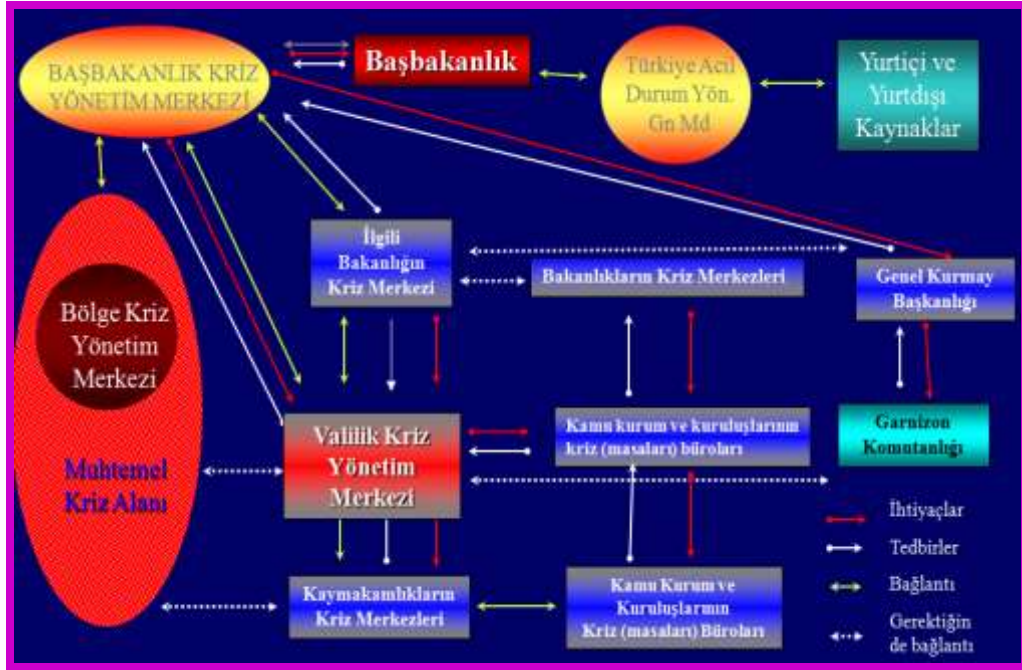 BAŞBAKANLIK KRİZ
YÖNETİM MERKEZİ
Başbakanlık
Türkiye Acil
Durum Yön.
Gn Md
Yurtiçi ve
Yurtdışı
Kaynaklar
İlgili
Bakanlığın
Kriz Merkezi
Bakanlıkların Kriz Merkezleri
Genel Kurmay
Başkanlığı
Bölge Kriz
Yönetim
Merkezi
Muhtemel
Kriz Alanı
Valilik Kriz
Yönetim
Merkezi
Kamu kurum ve kuruluşlarının
kriz (masaları) büroları
Garnizon
Komutanlığı
Kaymakamlıkların
Kriz Merkezleri
Kamu Kurum ve
Kuruluşlarının
Kriz (masaları) Büroları
İhtiyaçlar
Tedbirler
Bağlantı
Gerektiğin
de bağlantı